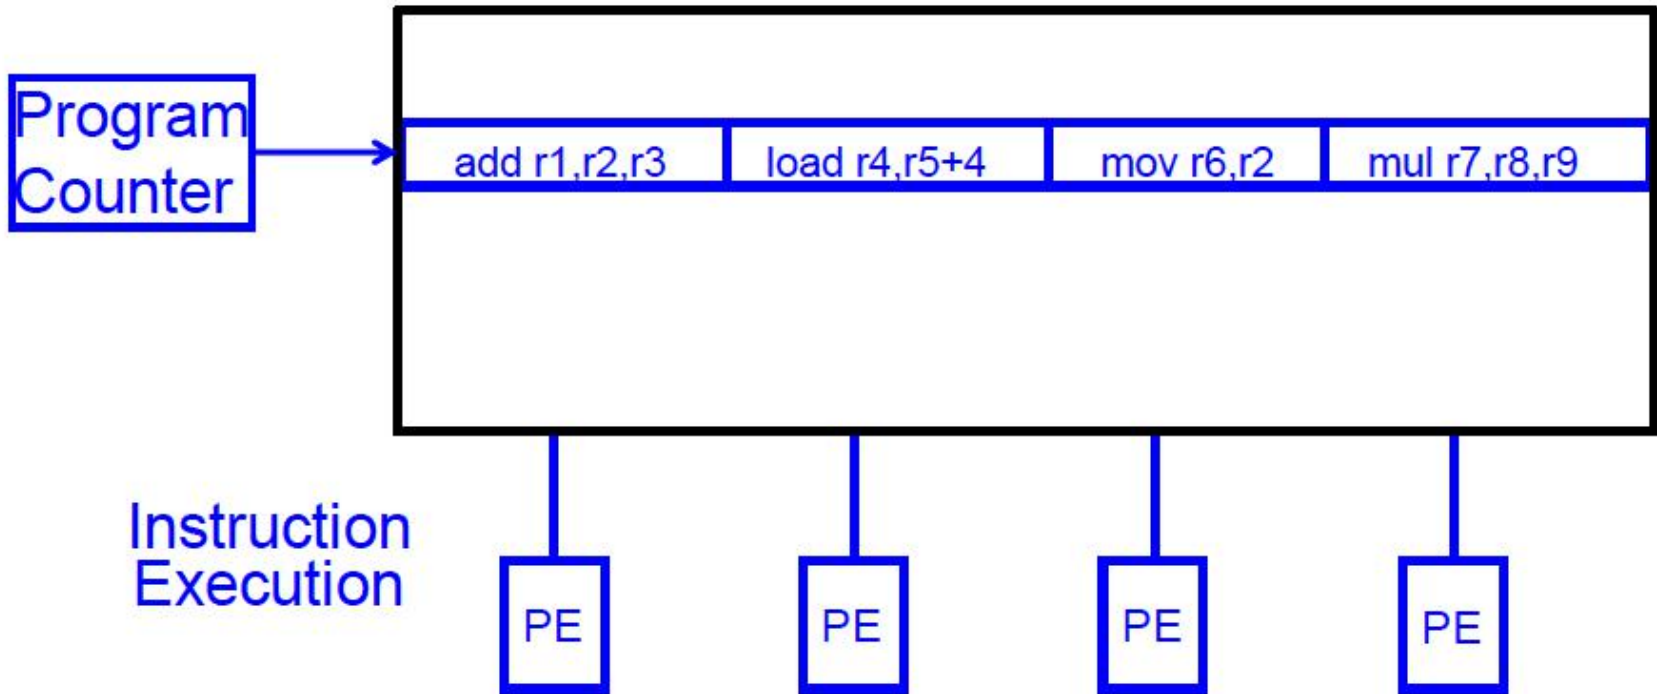 Program
Counter
add r1,r2,r3
load r4,r5+4
mov r6,r2
mul r7,r8,r9
Instruction
Execution
PE
PE
PE
PE